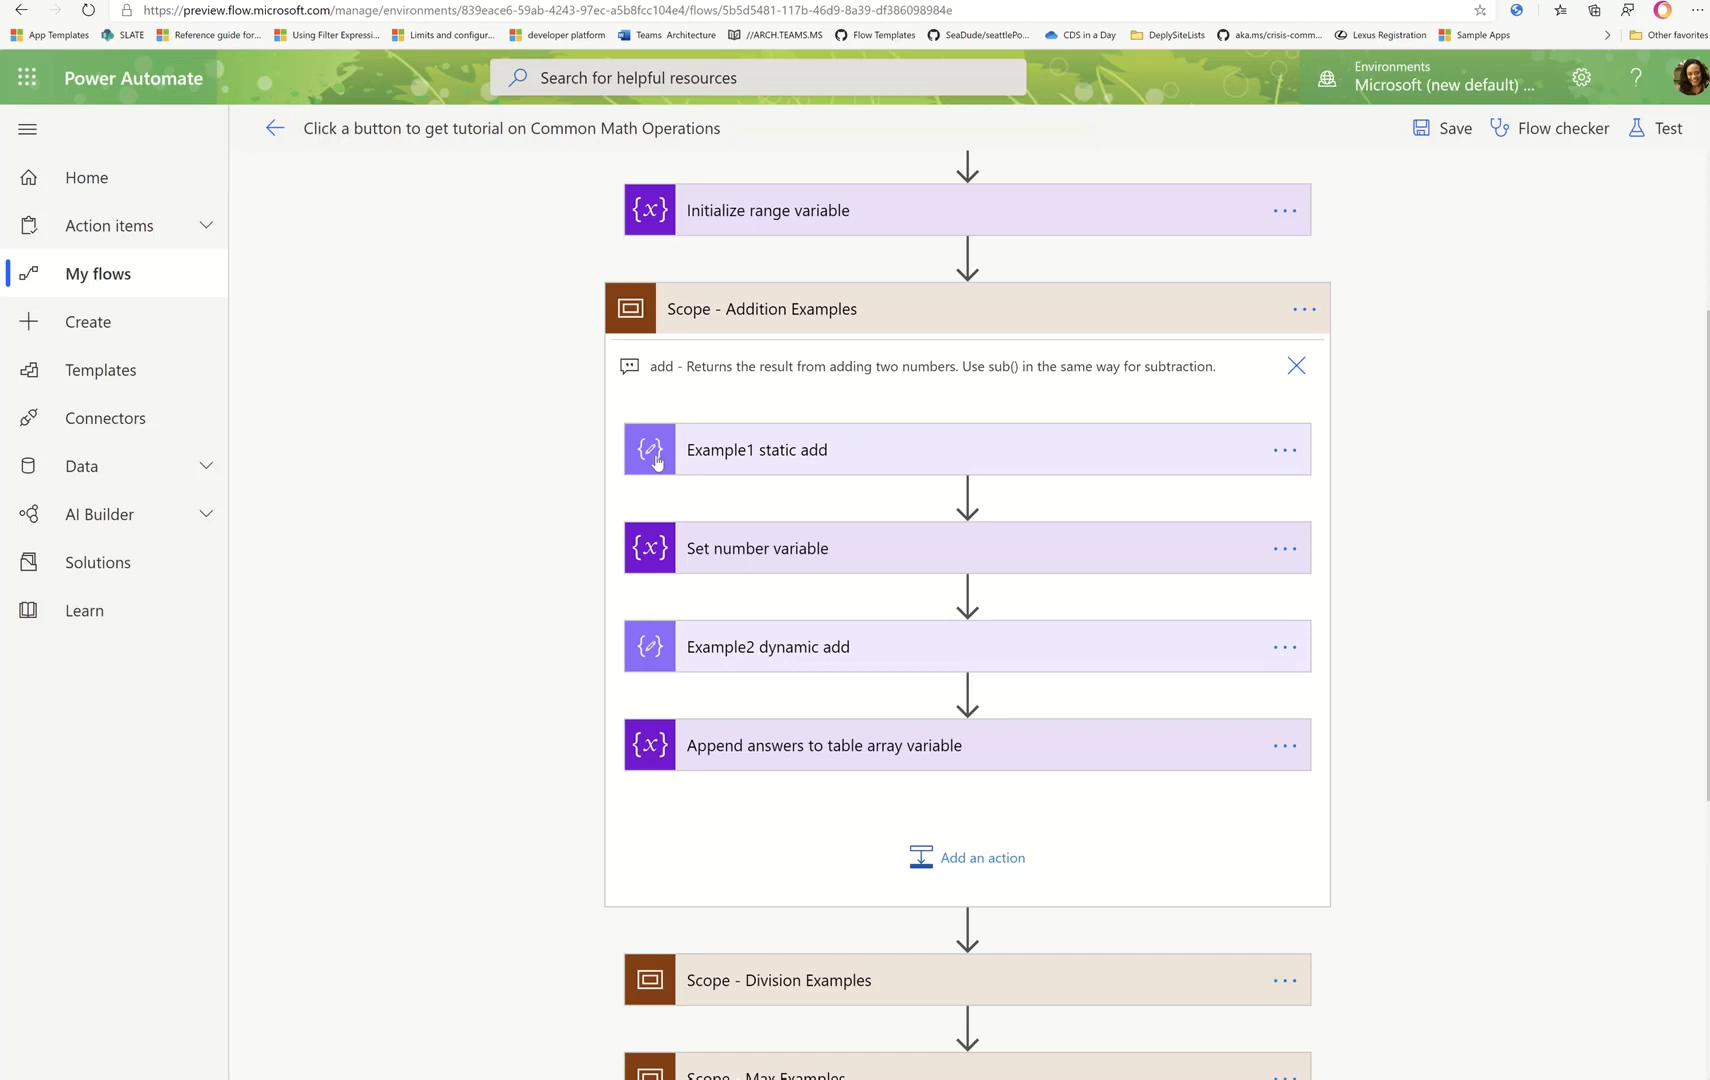 https://preview.flow.microsoft.com/manage/environments/839eace6-59ab-4243-97ec-a5b8fcc104e4/flows/5b5d5481-117b-46d9-8a39-df386098984e
App Templates
SLATE
Reference guide for...
Using Filter Expressi...
Limits and configur...
developer platform
Teams Architecture
//ARCH.TEAMS.MS
Flow Templates
SeaDude/seattlePo...
CDS in a Day
DeplySiteLists
aka.ms/crisis-comm...
Lexus Registration
Sample Apps
Other favorites
Power Automate
Search for helpful resources
Environments
Microsoft (new default) ...
Click a button to get tutorial on Common Math Operations
Save
Flow checker
Test
Home
Action items
My flows
Create
Templates
Connectors
Data
AI Builder
Solutions
Learn
Initialize range variable
Scope - Addition Examples
add - Returns the result from adding two numbers. Use sub() in the same way for subtraction.
Example1 static add
Set number variable
Example2 dynamic add
Append answers to table array variable
Add an action
Scope - Division Examples
Scope - Max Examples